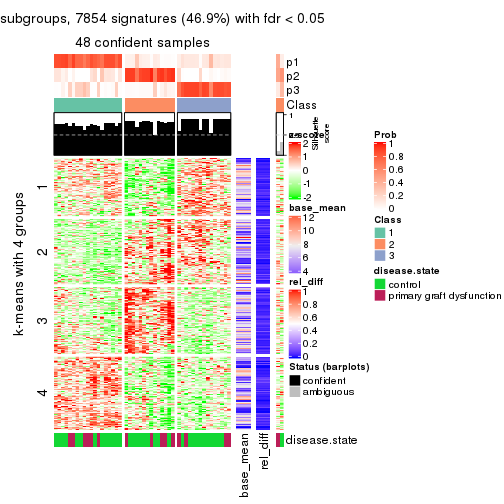 subgroups, 7854 signatures (46.9%) with fdr < 0.05
48 confident samples
p1
p2
p3
Class
1
Silhouette
score
z-score
2
1
0
-1
-2
base_mean
12
10
8
6
4
rel_diff
1
0.8
0.6
0.4
0.2
0
Status (barplots)
confident
ambiguous
Prob
1
0.8
0.6
0.4
0.2
0
Class
1
2
3
disease.state
control
primary graft dysfunction
k-means with 4 groups
1
2
3
4
disease.state
base_mean
rel_diff